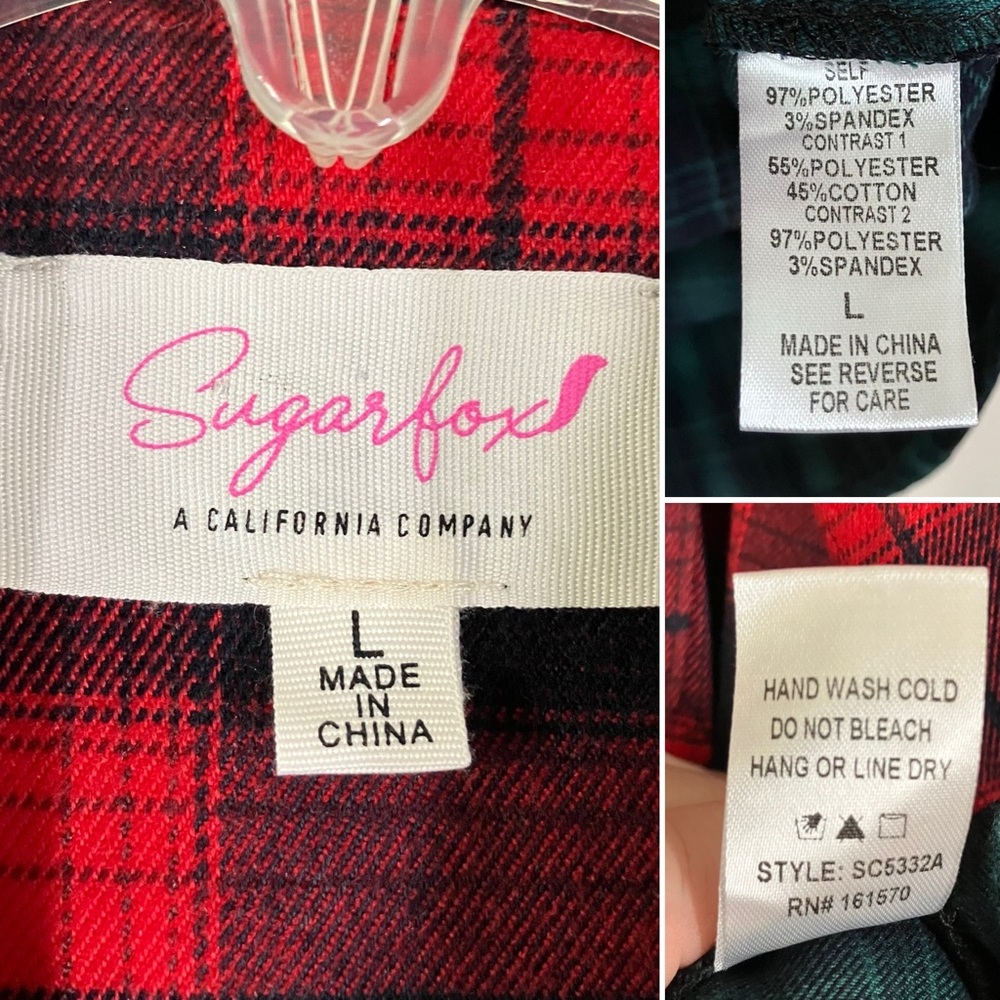 Sugarfox
A CALIFORNIA COMPANY
L
MADE
IN
CHINA
SELF
97%POLYESTER
3%SPANDEX
CONTRAST 1
55%POLYESTER
45%COTTON
CONTRAST 2
97%POLYESTER
3%SPANDEX
L
MADE IN CHINA
SEE REVERSE
FOR CARE
HAND WASH COLD
DO NOT BLEACH
HANG OR LINE DRY
STYLE: SC5332A
RN# 161570